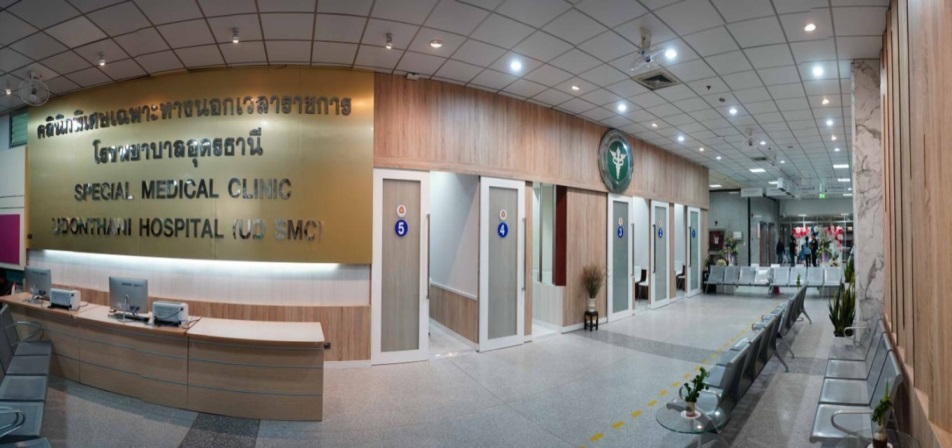 คลินิกพิเศษเฉพาะทางนอกเวลาราชการ
โรงพยาบาลอุดรธานี
SPECIAL MEDICAL CLINIC
UDONTHANI HOSPITAL (UD SMC)
5
4
3
2